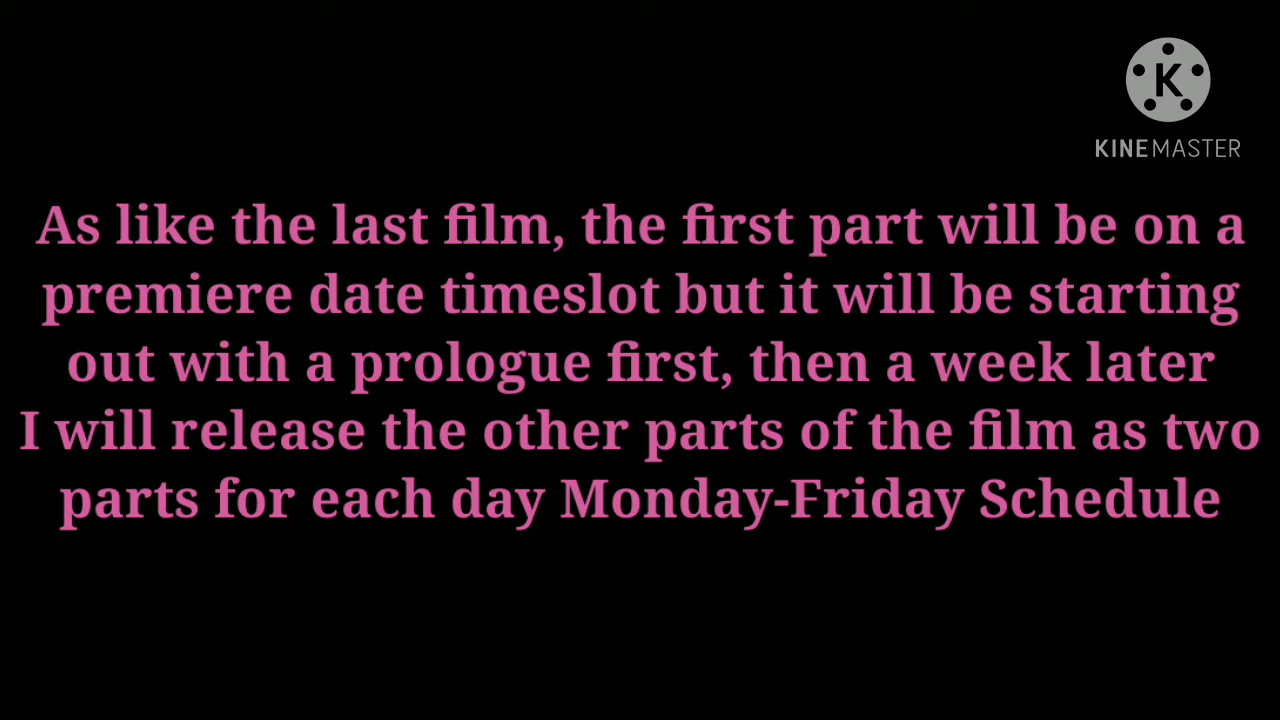 K
KINEMASTER
As like the last film, the first part will be on a
premiere date timeslot but it will be starting
out with a prologue first, then a week later
I will release the other parts of the film as two
parts for each day Monday-Friday Schedule